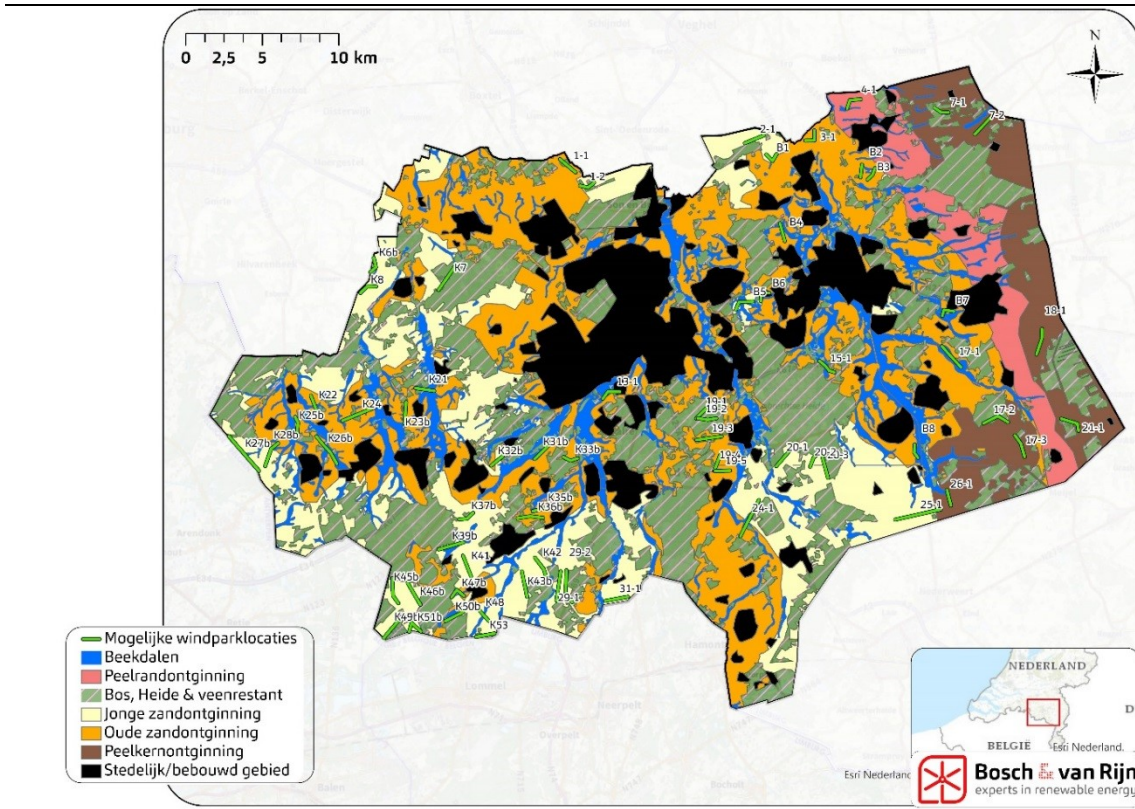 0 2,5 5 10 km
N
4-1
7-1
7-2
2-1
3-1
B1
B2
B3
1-1
1-2
B4
K6b
K7
K8
B5
B6
B7
18-1
15-1
17-1
K21
13-1
K22
K24
K25b
K23b
19-1
19-2
19-3
17-2
17-3
21-1
K28b
K26b
K27b
K31b
K32b
K33b
B8
20-1
20-2
26-1
25-1
24-1
K35b
K36b
K37b
K39b
K41
K42
29-2
K43b
K45b
K46b
K47b
K48
29-1
31-1
K50b
K51b
K53
Mogelijke windparklocaties
Beekdalen
Peelrandontginning
Bos, Heide & veenrestant
Jonge zandontginning
Oude zandontginning
Peelkernontginning
Stedelijk/bebouwd gebied
Lommel
Neerpelt
Overpelt
NEDERLAND
BELGIË
Esri Nederland.
Esri Nederland
Bosch & van Rijn
experts in renewable energy